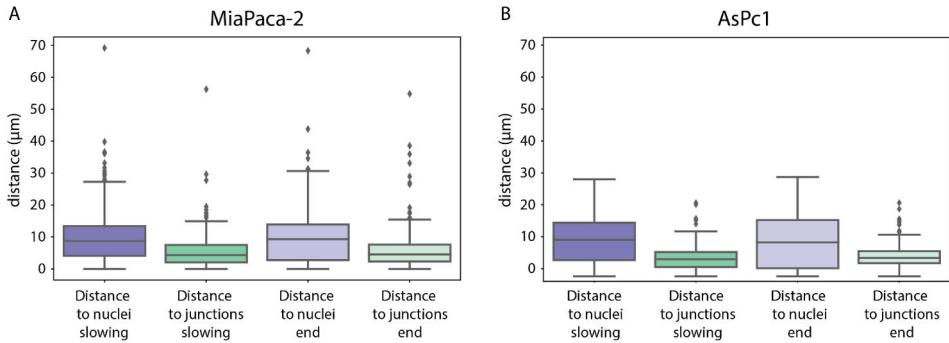 A
MiaPaca-2
distance (µm)
70
60
50
40
30
20
10
0
Distance
to nuclei
slowing
Distance
to junctions
slowing
Distance
to nuclei
end
Distance
to junctions
end
B
AsPc1
distance (µm)
70
60
50
40
30
20
10
0
Distance
to nuclei
slowing
Distance
to junctions
slowing
Distance
to nuclei
end
Distance
to junctions
end